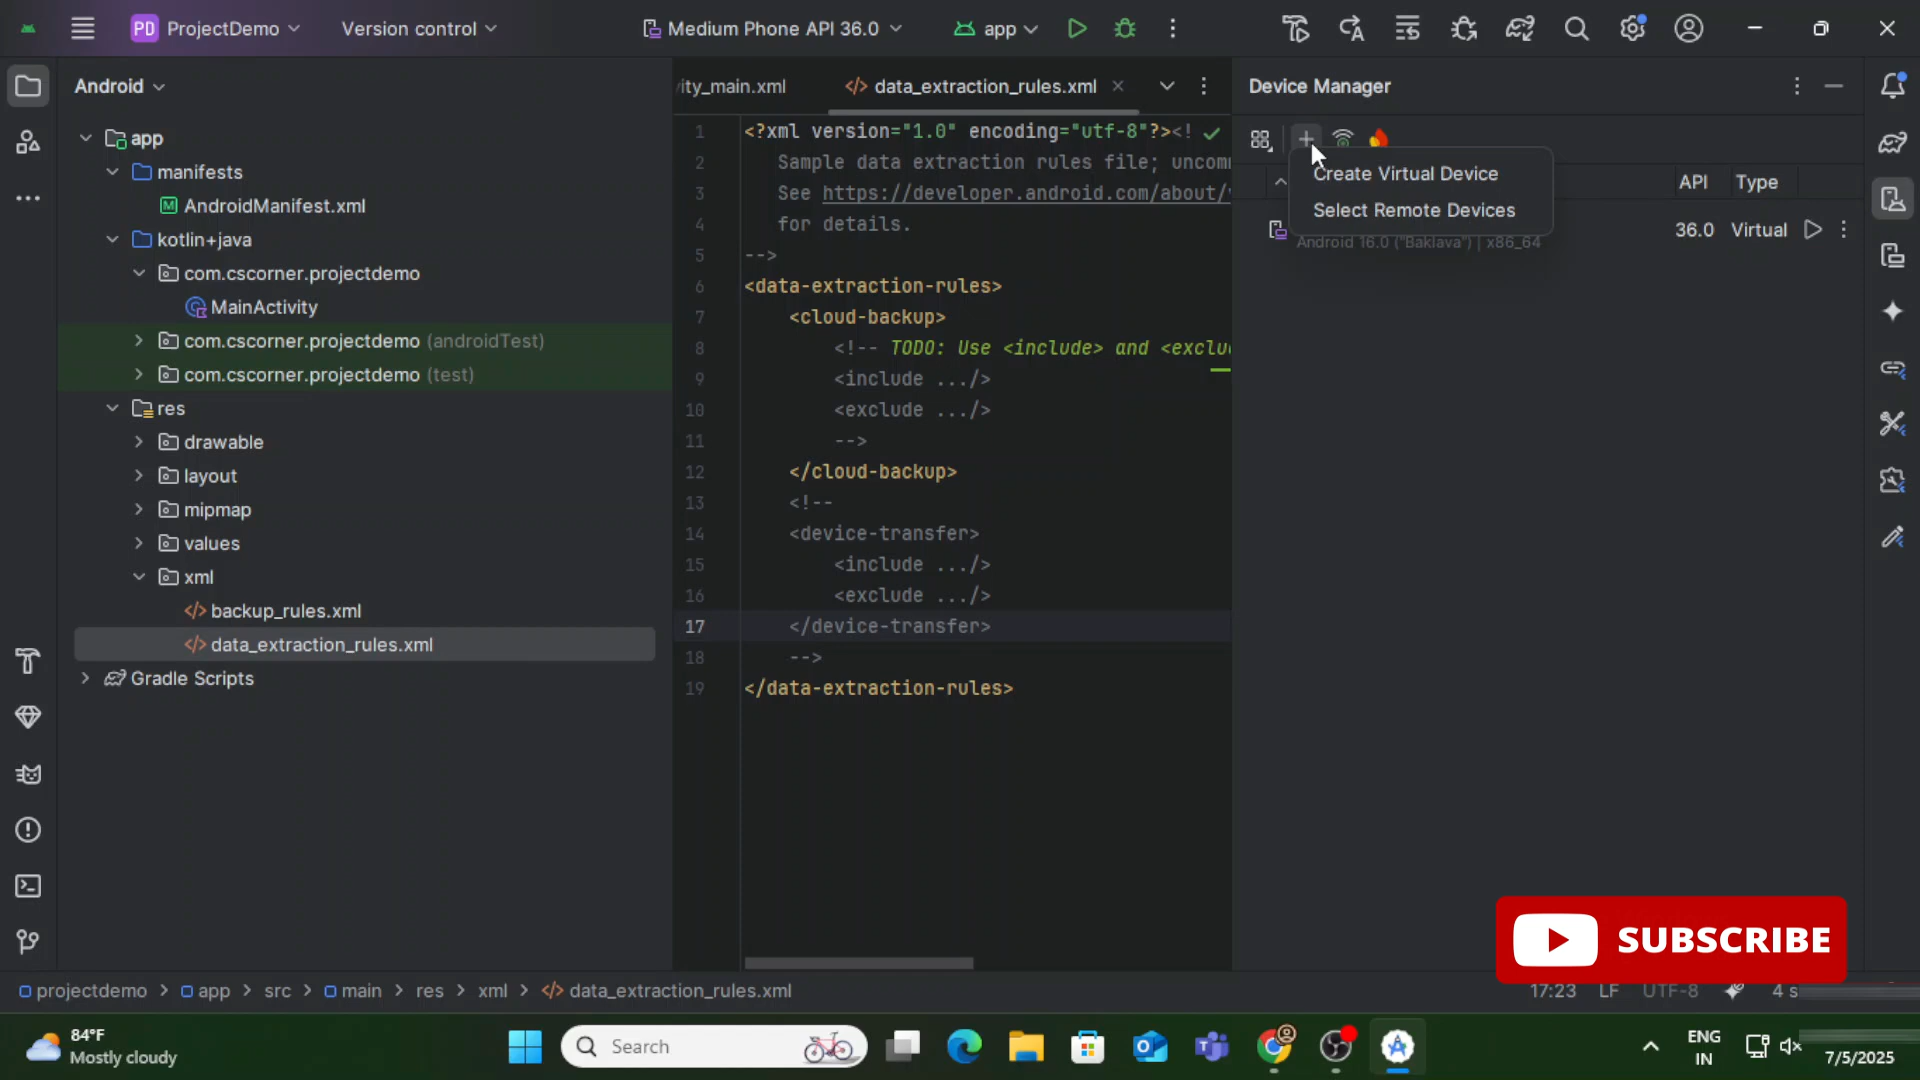 PD ProjectDemo Version control Medium Phone API 36.0 app
Android
app
manifests
AndroidManifest.xml
kotlin+java
com.cscorner.projectdemo
MainActivity
com.cscorner.projectdemo (androidTest)
com.cscorner.projectdemo (test)
res
drawable
layout
mipmap
values
xml
backup_rules.xml
data_extraction_rules.xml
Gradle Scripts
ity_main.xml data_extraction_rules.xml
1 <?xml version="1.0" encoding="utf-8"?><!
2 Sample data extraction rules file; uncom
3 See https://developer.android.com/about/
4 for details.
5 -->
6 <data-extraction-rules>
7 <cloud-backup>
8 <!-- TODO: Use <include> and <exclu
9 <include .../>
10 <exclude .../>
11 -->
12 </cloud-backup>
13 <!--
14 <device-transfer>
15 <include .../>
16 <exclude .../>
17 </device-transfer>
18 -->
19 </data-extraction-rules>
Device Manager
Create Virtual Device
Select Remote Devices
API Type
36.0 Virtual
Android 16.0 ("Baklava") | x86_64
SUBSCRIBE
projectdemo > app > src > main > res > xml > data_extraction_rules.xml
17:23 LF UTF-8 4 s
84°F
Mostly cloudy
Search
ENG
IN
7/5/2025